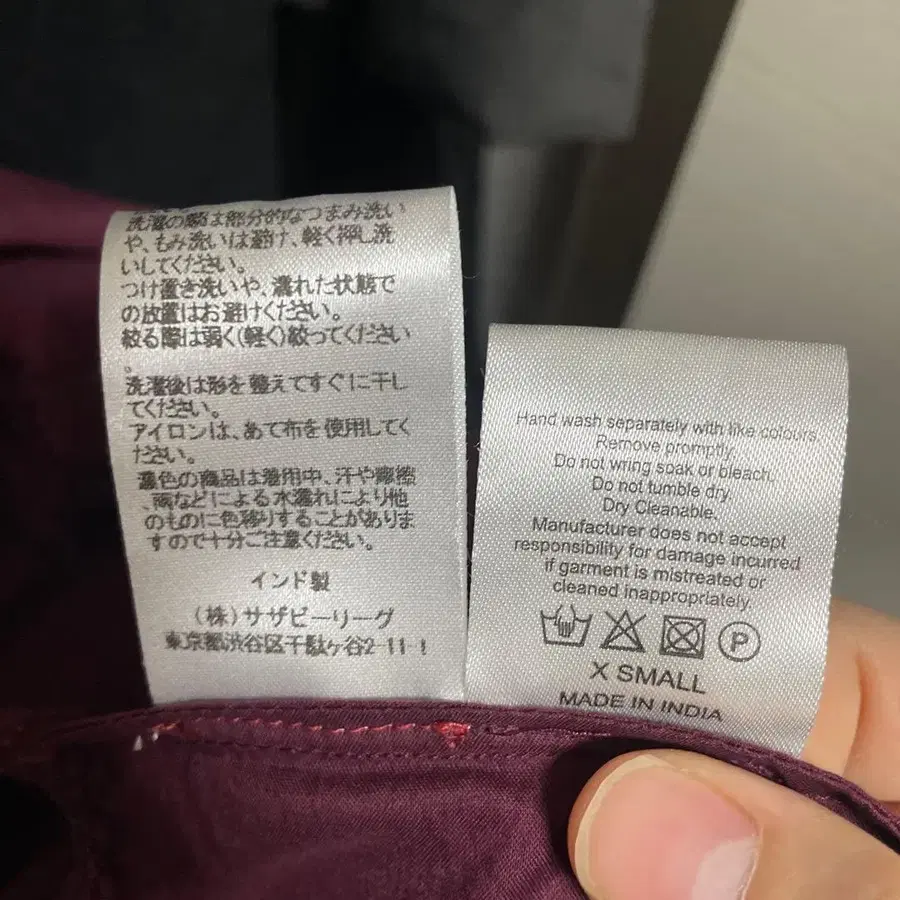 洗濯の際は部分的なつまみ洗い
や、もみ洗いは避け、軽く押し洗
いしてください。
つけ置き洗いや、濡れた状態で
の放置はお避けください。
絞る際は弱く(軽く)絞ってください
。
洗濯後は形を整えてすぐに干し
てください。
アイロンは、あて布を使用してく
ださい。
濃色の商品は着用中、汗や摩擦
、雨などによる水濡れにより他
のものに色移りすることがありま
すので十分ご注意ください。
インド製
(株)サザビーリーグ
東京都渋谷区千駄ヶ谷2-11-1
Hand wash separately with like colours.
Remove promptly.
Do not wring soak or bleach.
Do not tumble dry.
Dry Cleanable.
Manufacturer does not accept
responsibility for damage incurred
if garment is mistreated or
cleaned inappropriately.
P
X SMALL
MADE IN INDIA